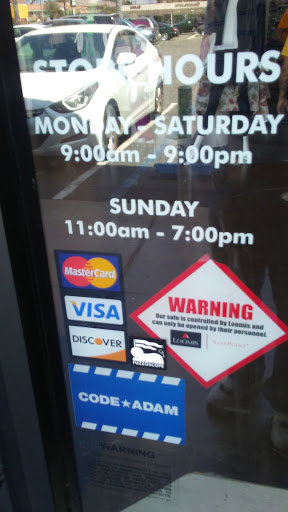 STORE HOURS
MONDAY - SATURDAY
9:00am - 9:00pm
SUNDAY
11:00am - 7:00pm
MasterCard
VISA
DISCOVER
WARNING
Our safe is controlled by Loomis and
can only be opened by their personnel.
LOOMIS SafePoint
CODE★ADAM
WARNING